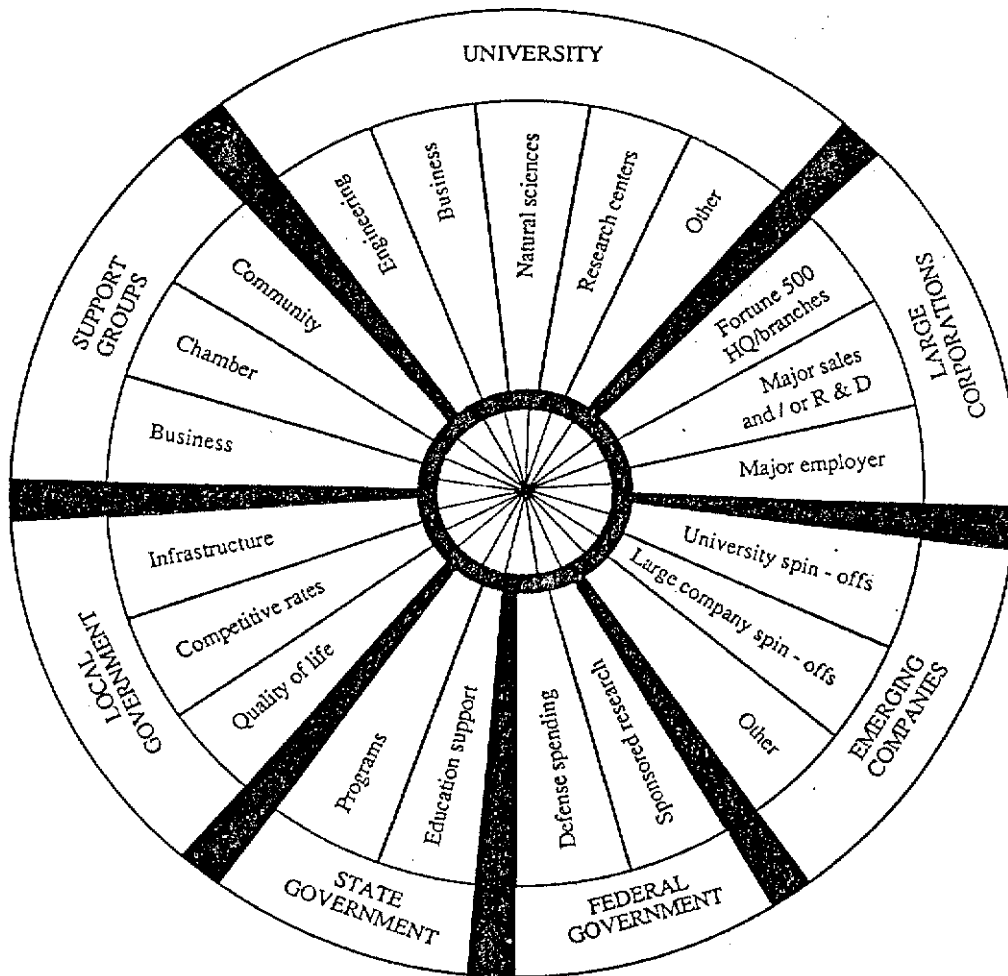 UNIVERSITY
Engineering
Business
Natural sciences
Research centers
Other
LARGE
CORPORATIONS
Fortune 500
HQ/branches
Major sales
and / or R & D
Major employer
EMERGING
COMPANIES
University spin - offs
Large company spin - offs
Other
FEDERAL
GOVERNMENT
Sponsored research
Defense spending
STATE
GOVERNMENT
Education support
Programs
LOCAL
GOVERNMENT
Quality of life
Competitive rates
Infrastructure
SUPPORT
GROUPS
Business
Chamber
Community